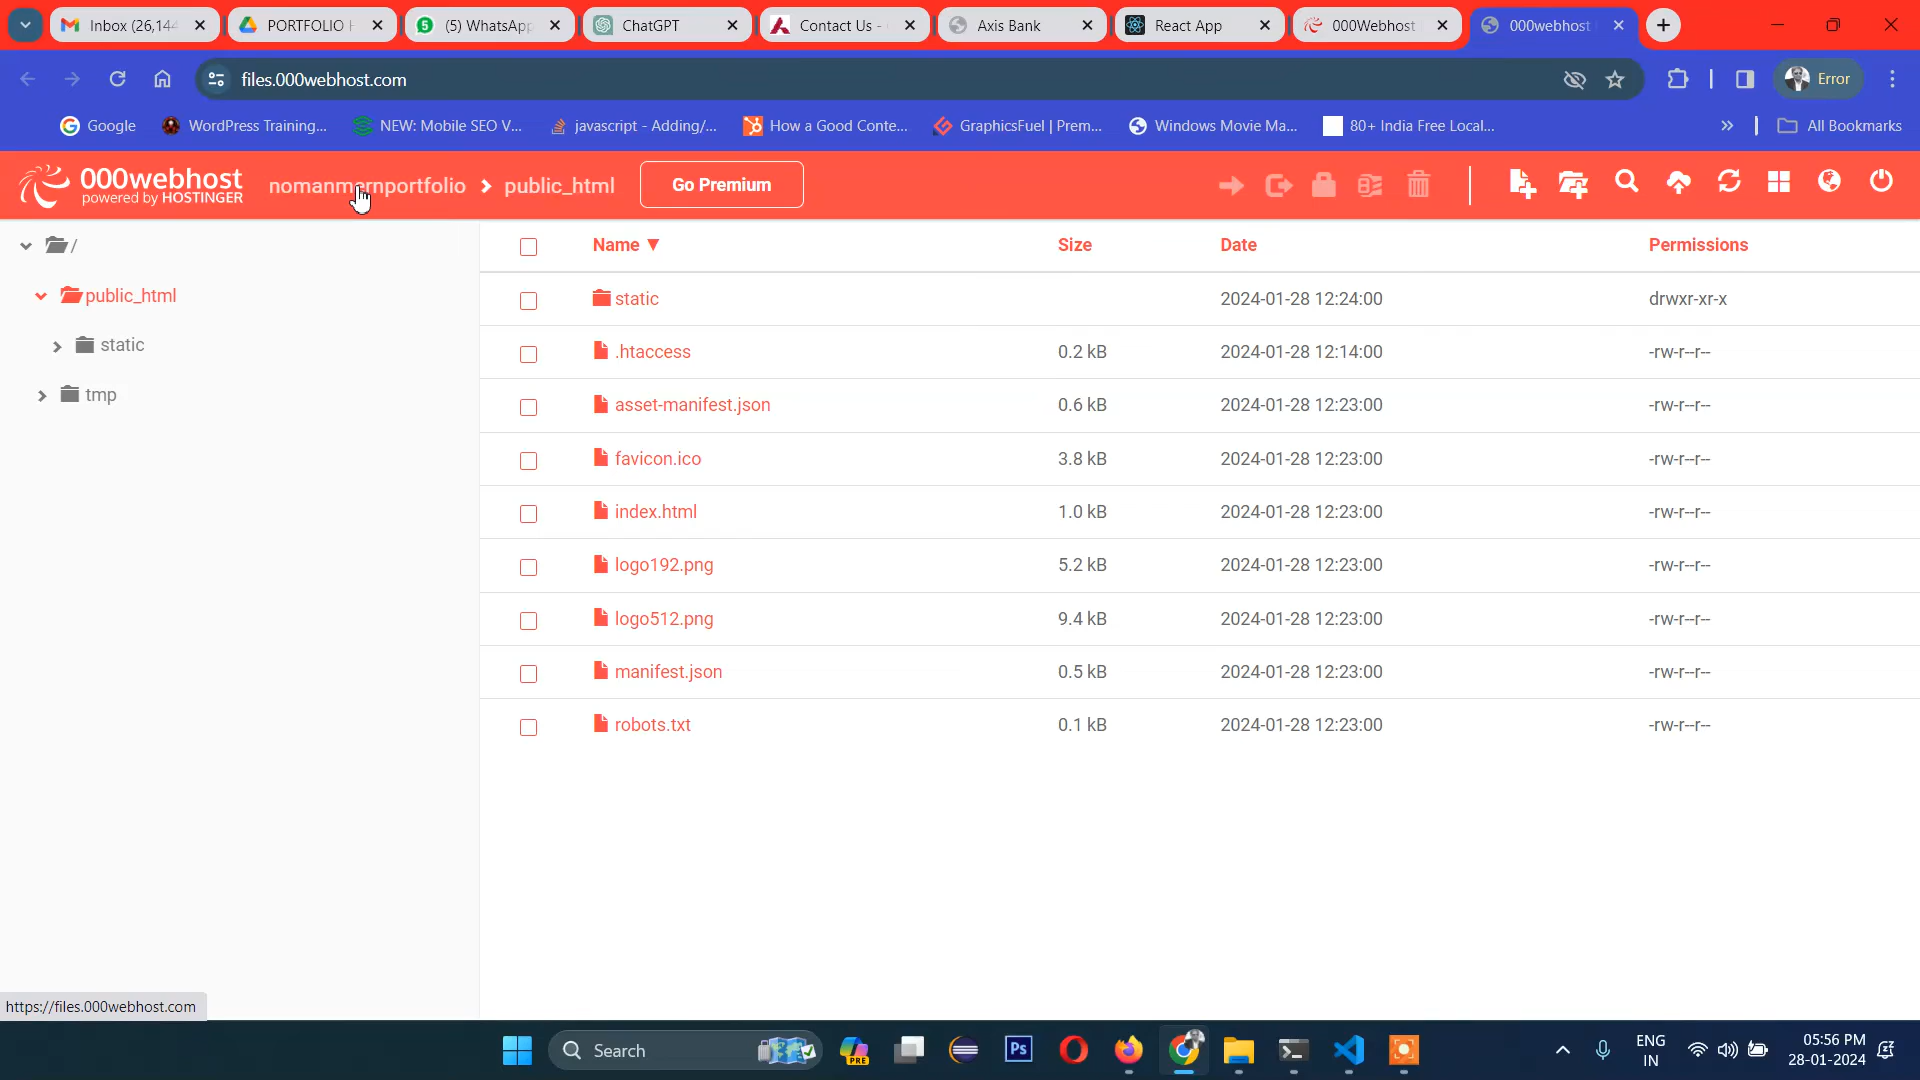 Inbox (26,144
PORTFOLIO
(5) WhatsApp
ChatGPT
Contact Us -
Axis Bank
React App
000Webhost
000webhost
files.000webhost.com
Error
Google
WordPress Training...
NEW: Mobile SEO V...
javascript - Adding/...
How a Good Conte...
GraphicsFuel | Prem...
Windows Movie Ma...
80+ India Free Local...
All Bookmarks
000webhost
powered by HOSTINGER
nomanmernportfolio > public_html
Go Premium
/
public_html
static
tmp
Name ▼ Size Date Permissions
static 2024-01-28 12:24:00 drwxr-xr-x
.htaccess 0.2 kB 2024-01-28 12:14:00 -rw-r--r--
asset-manifest.json 0.6 kB 2024-01-28 12:23:00 -rw-r--r--
favicon.ico 3.8 kB 2024-01-28 12:23:00 -rw-r--r--
index.html 1.0 kB 2024-01-28 12:23:00 -rw-r--r--
logo192.png 5.2 kB 2024-01-28 12:23:00 -rw-r--r--
logo512.png 9.4 kB 2024-01-28 12:23:00 -rw-r--r--
manifest.json 0.5 kB 2024-01-28 12:23:00 -rw-r--r--
robots.txt 0.1 kB 2024-01-28 12:23:00 -rw-r--r--
https://files.000webhost.com
Search
PRE
Ps
ENG
IN
05:56 PM
28-01-2024